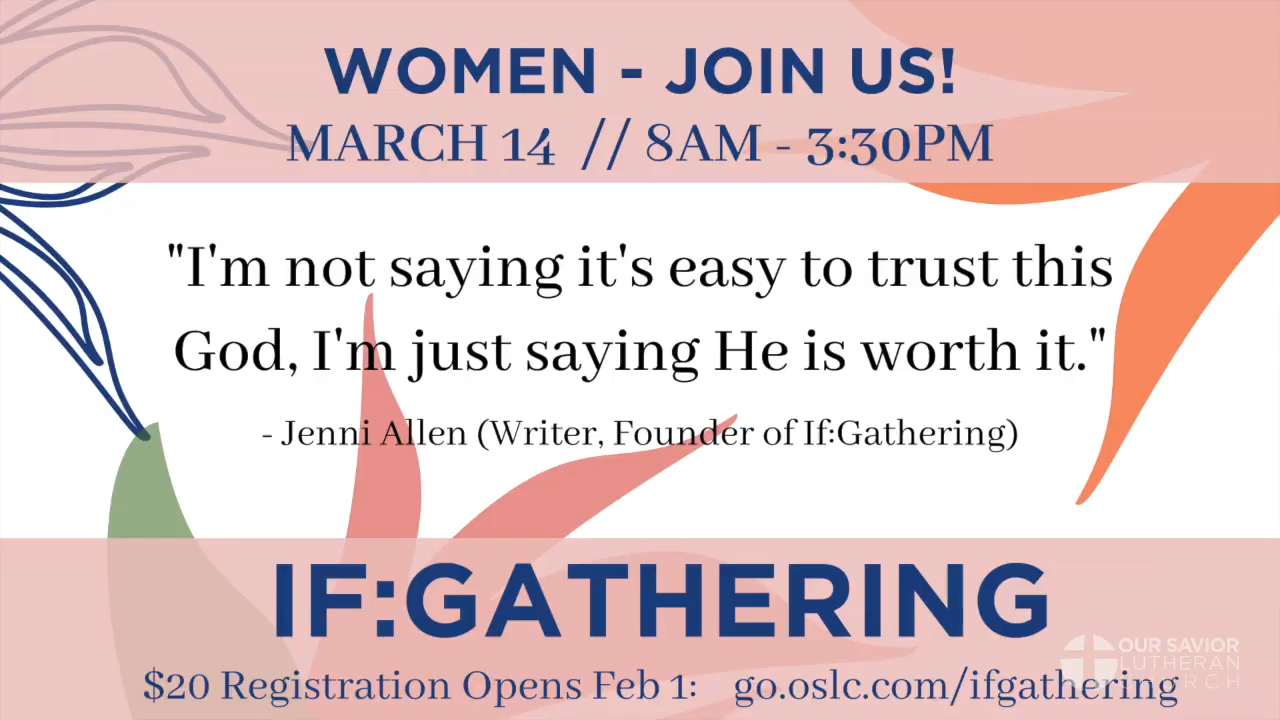 WOMEN - JOIN US!
MARCH 14 // 8AM - 3:30PM
"I'm not saying it's easy to trust this
God, I'm just saying He is worth it."
- Jenni Allen (Writer, Founder of If:Gathering)
IF:GATHERING
$20 Registration Opens Feb 1: go.oslc.com/ifgathering
OUR SAVIOR
LUTHERAN
CHURCH